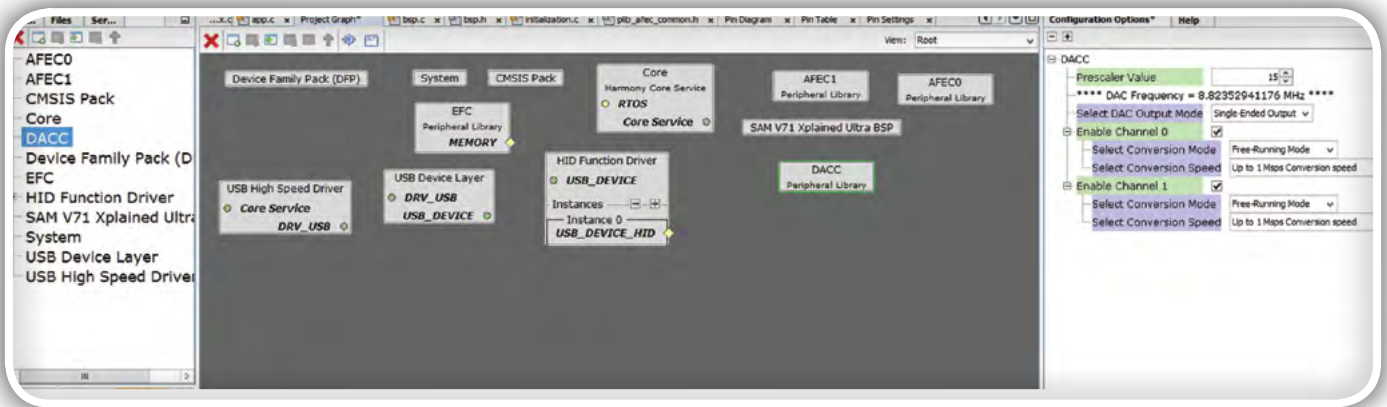 ... Files Ser...
...x.c app.c x Project Graph* bsp.c x bsp.h x initialization.c x plib_afec_common.h x Pin Diagram x Pin Table x Pin Settings x
Configuration Options* Help
View: Root
AFEC0
AFEC1
CMSIS Pack
Core
DACC
Device Family Pack (D
EFC
HID Function Driver
SAM V71 Xplained Ultra
System
USB Device Layer
USB High Speed Driver
Device Family Pack (DFP)
System
CMSIS Pack
Core
Harmony Core Service
RTOS
Core Service
AFEC1
Peripheral Library
AFEC0
Peripheral Library
EFC
Peripheral Library
MEMORY
SAM V71 Xplained Ultra BSP
DACC
Peripheral Library
HID Function Driver
USB_DEVICE
Instances
Instance 0
USB_DEVICE_HID
USB Device Layer
DRV_USB
USB_DEVICE
USB High Speed Driver
Core Service
DRV_USB
DACC
Prescaler Value 15
**** DAC Frequency = 8.82352941176 MHz ****
Select DAC Output Mode Single-Ended Output
Enable Channel 0
Select Conversion Mode Free-Running Mode
Select Conversion Speed Up to 1 Msps Conversion speed
Enable Channel 1
Select Conversion Mode Free-Running Mode
Select Conversion Speed Up to 1 Msps Conversion speed